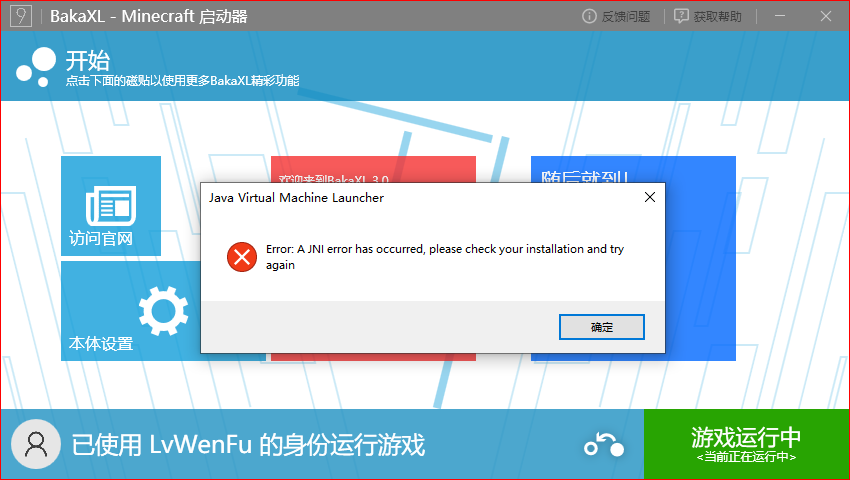 BakaXL - Minecraft 启动器
反馈问题
获取帮助
开始
点击下面的磁贴以使用更多BakaXL精彩功能
欢迎来到BakaXL 3.0
随后就到!
访问官网
本体设置
Java Virtual Machine Launcher
Error: A JNI error has occurred, please check your installation and try
again
确定
已使用 LvWenFu 的身份运行游戏
游戏运行中
<当前正在运行中>